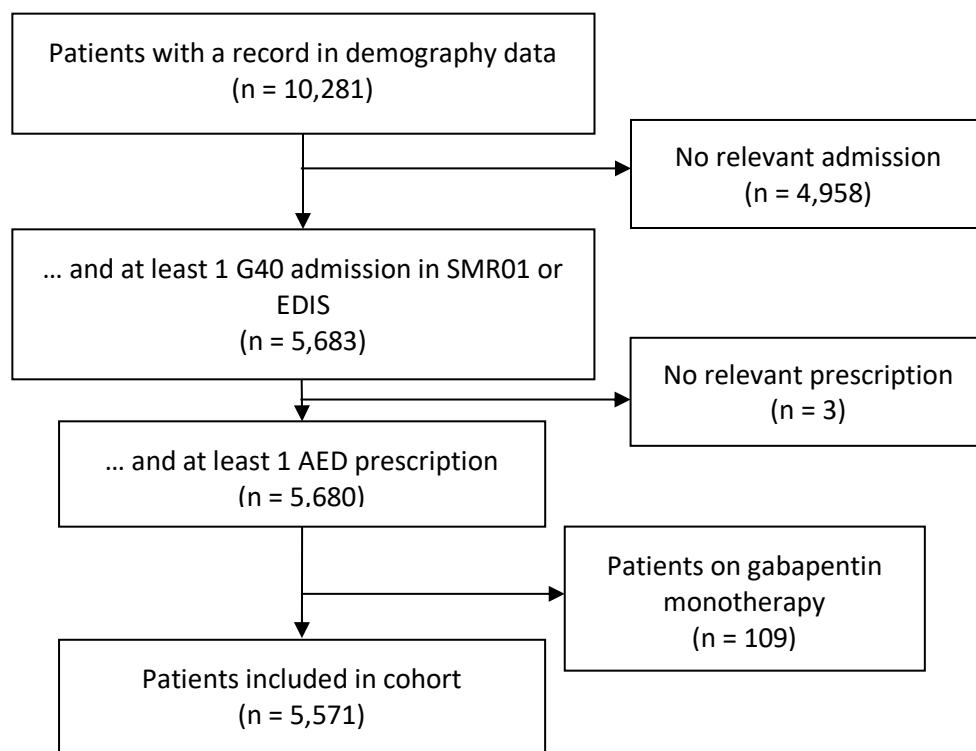 Patients with a record in demography data
(n = 10,281)
No relevant admission
(n = 4,958)
... and at least 1 G40 admission in SMR01 or
EDIS
(n = 5,683)
No relevant prescription
(n = 3)
... and at least 1 AED prescription
(n = 5,680)
Patients on gabapentin
monotherapy
(n = 109)
Patients included in cohort
(n = 5,571)